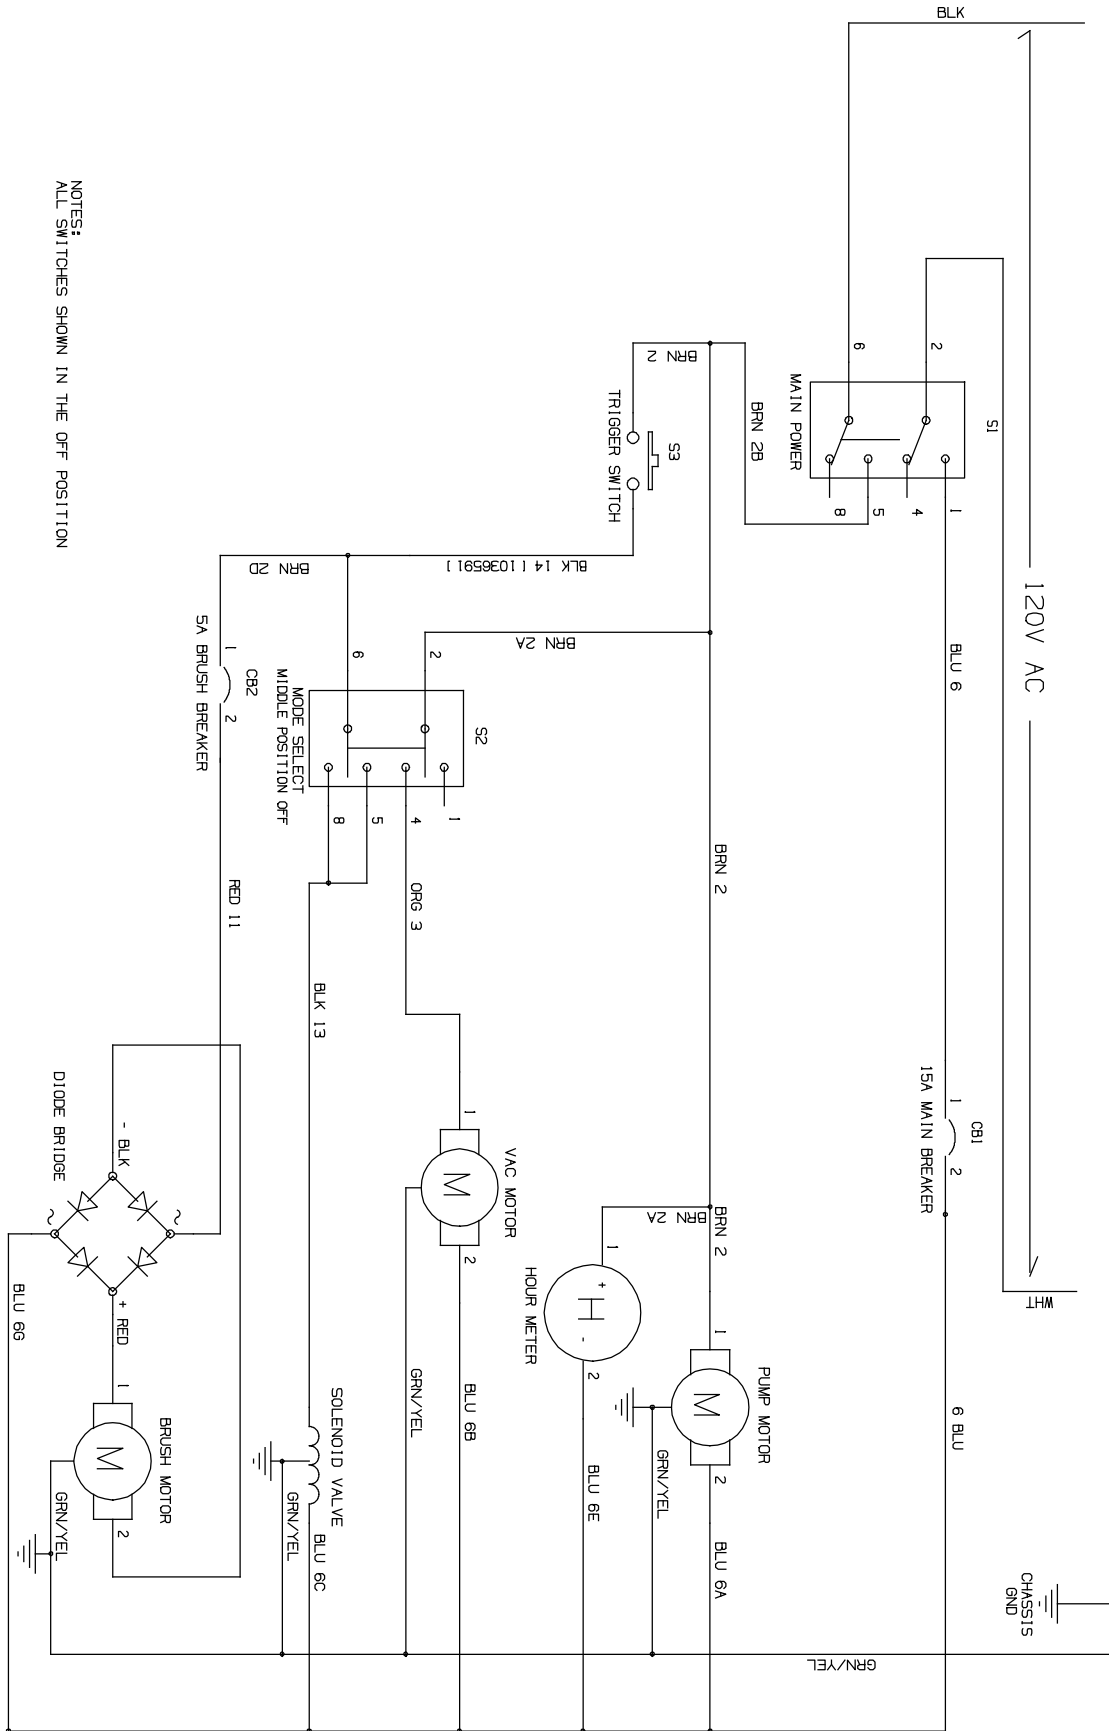 BLK
120V AC
WHT
CHASSIS
GND
GRN/YEL
S1
2
6
MAIN POWER
1
4
5
8
BLU 6
1
CB1
2
15A MAIN BREAKER
6 BLU
BRN 2B
BRN 2
S3
TRIGGER SWITCH
BRN 2
BRN 2
1
M
2
PUMP MOTOR
GRN/YEL
BLU 6A
BRN 2A
1
+
H
-
2
HOUR METER
BLU 6E
BLK 14 [1036591]
BRN 2A
BRN 2D
S2
2
6
MODE SELECT
MIDDLE POSITION OFF
1
4
5
8
ORG 3
1
M
2
VAC MOTOR
GRN/YEL
BLU 6B
BLK 13
SOLENOID VALVE
GRN/YEL
BLU 6C
1
CB2
2
5A BRUSH BREAKER
RED 11
DIODE BRIDGE
- BLK
~
~
+ RED
BLU 6G
1
M
2
BRUSH MOTOR
GRN/YEL
NOTES:
ALL SWITCHES SHOWN IN THE OFF POSITION